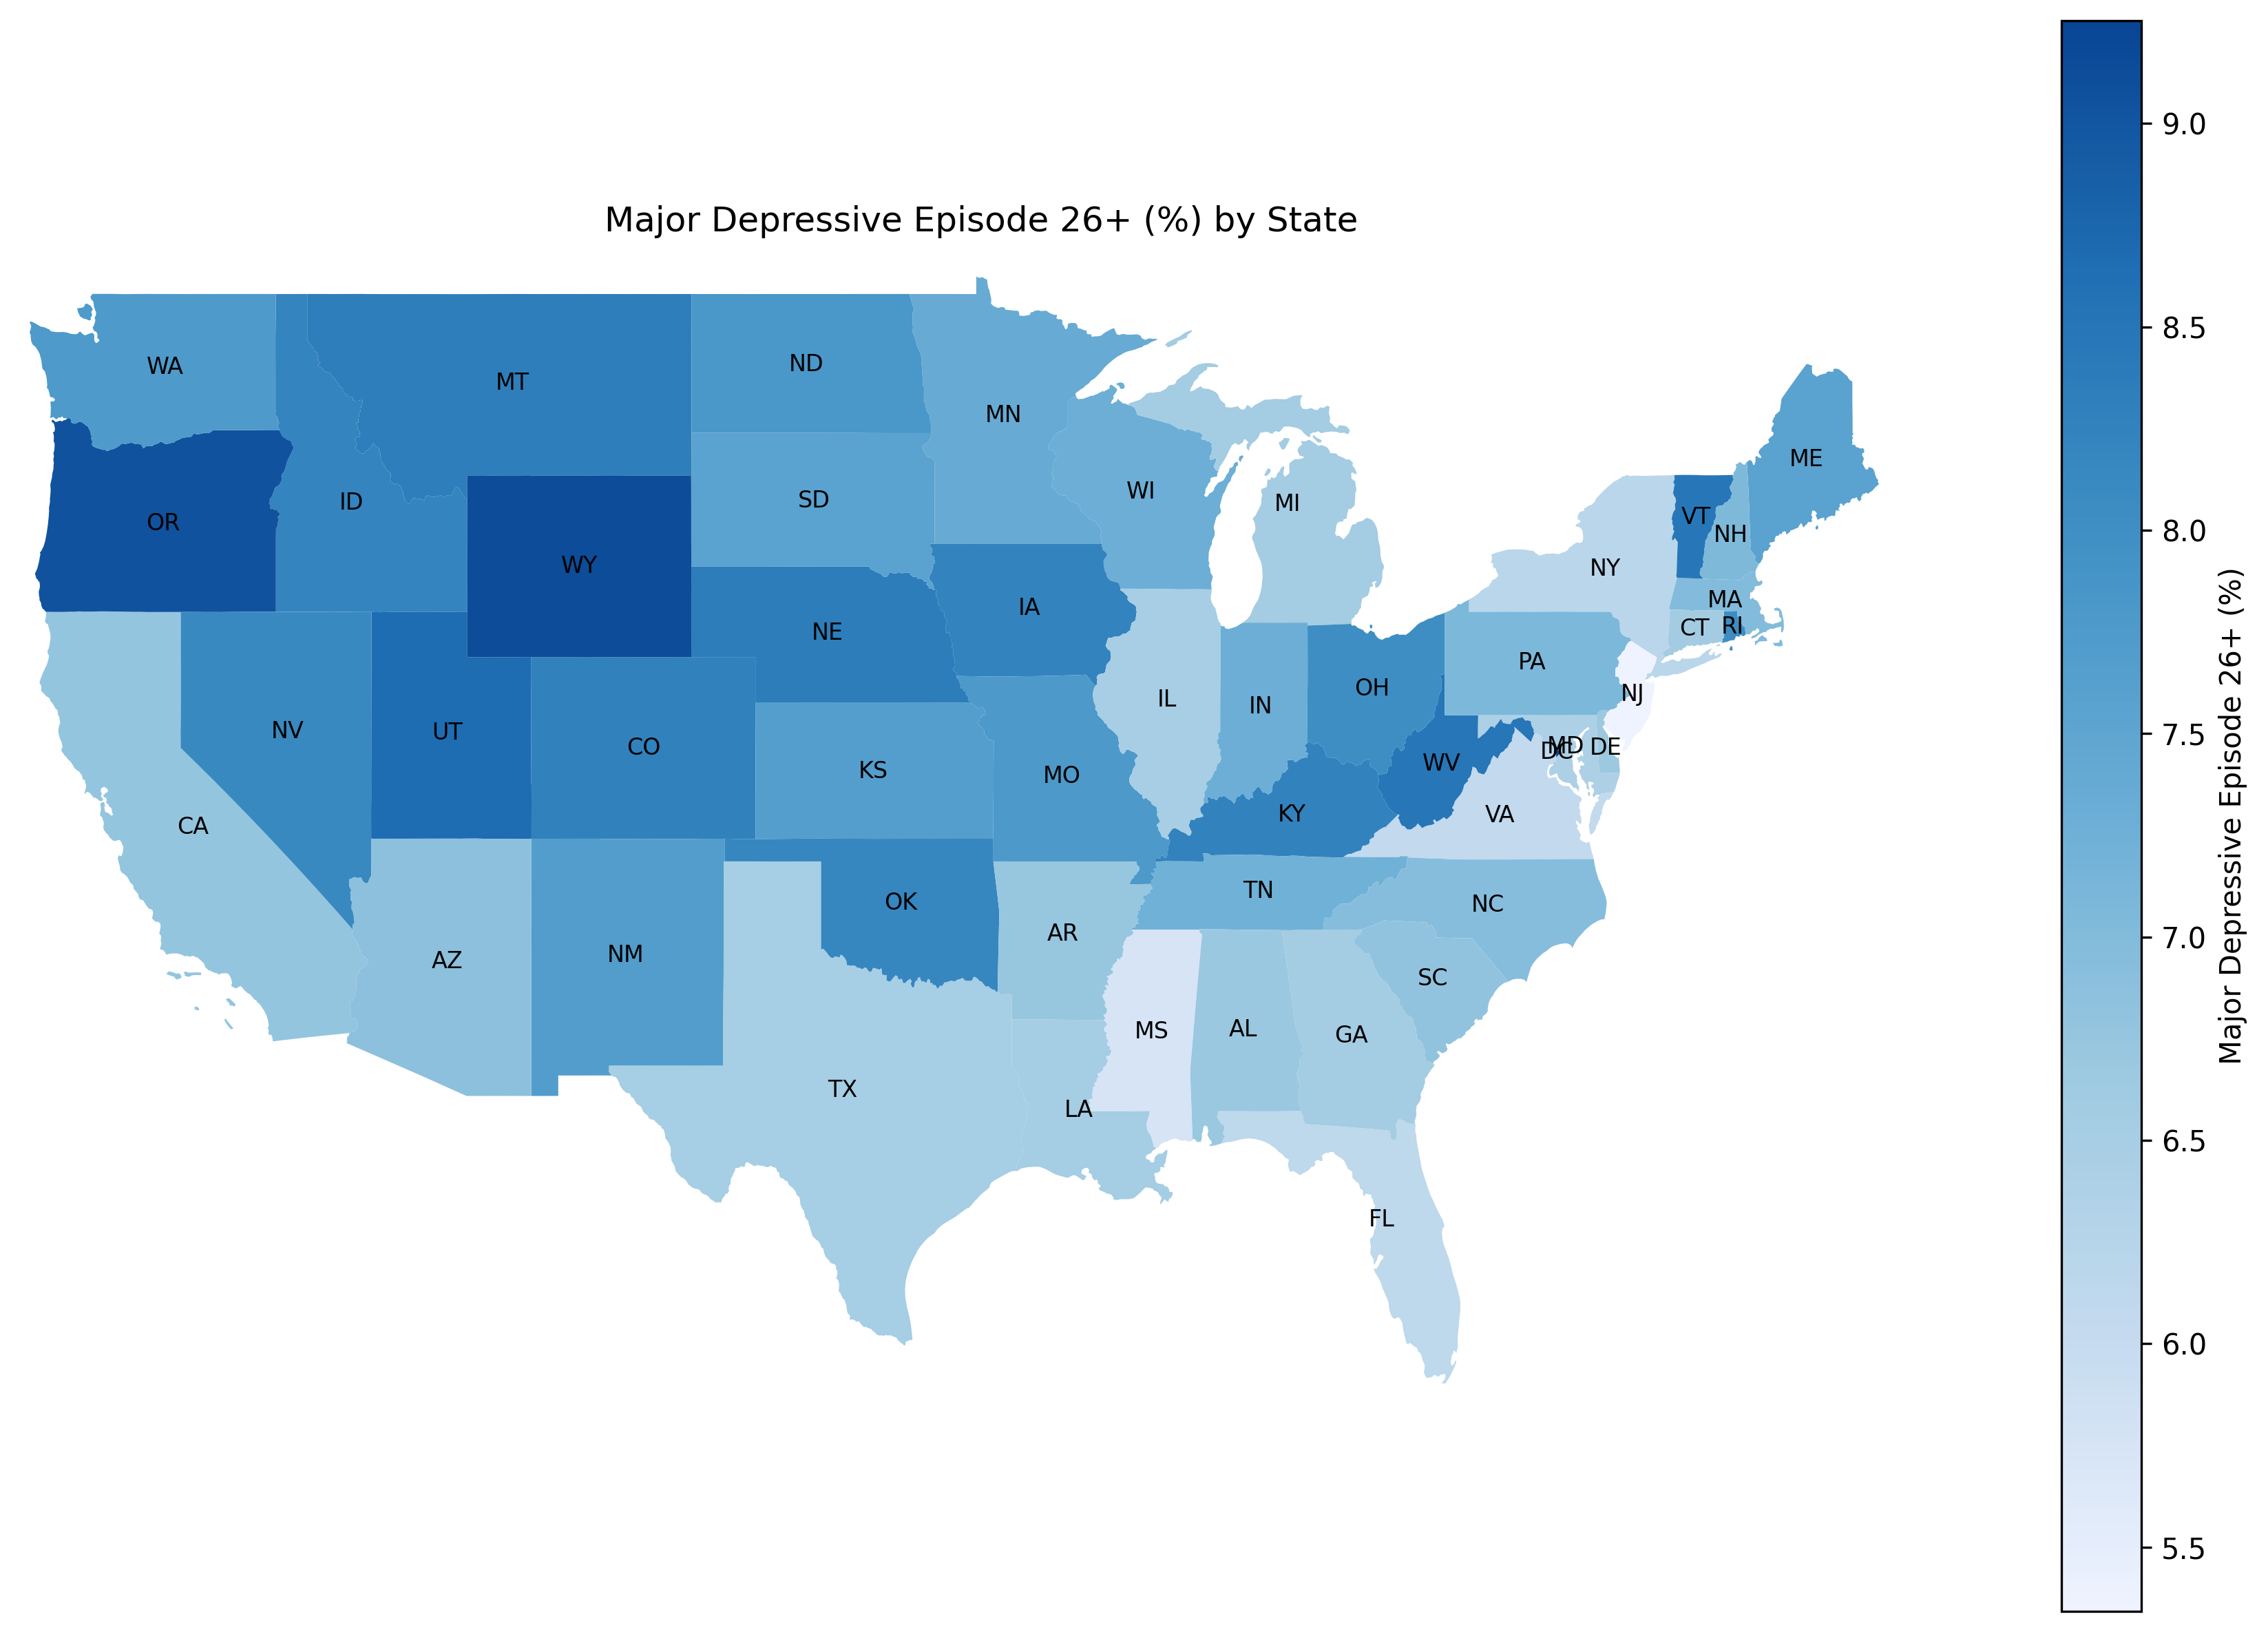 Major Depressive Episode 26+ (%) by State
WA
MT
ND
MN
ME
OR
ID
SD
WI
MI
VT
NH
WY
NY
IA
MA
NE
CT
RI
PA
NV
UT
CO
IL
IN
OH
NJ
KS
MO
WV
DC
MD
DE
CA
KY
VA
AZ
NM
OK
AR
TN
NC
SC
MS
AL
GA
TX
LA
FL
9.0
8.5
8.0
7.5
7.0
6.5
6.0
5.5
Major Depressive Episode 26+ (%)